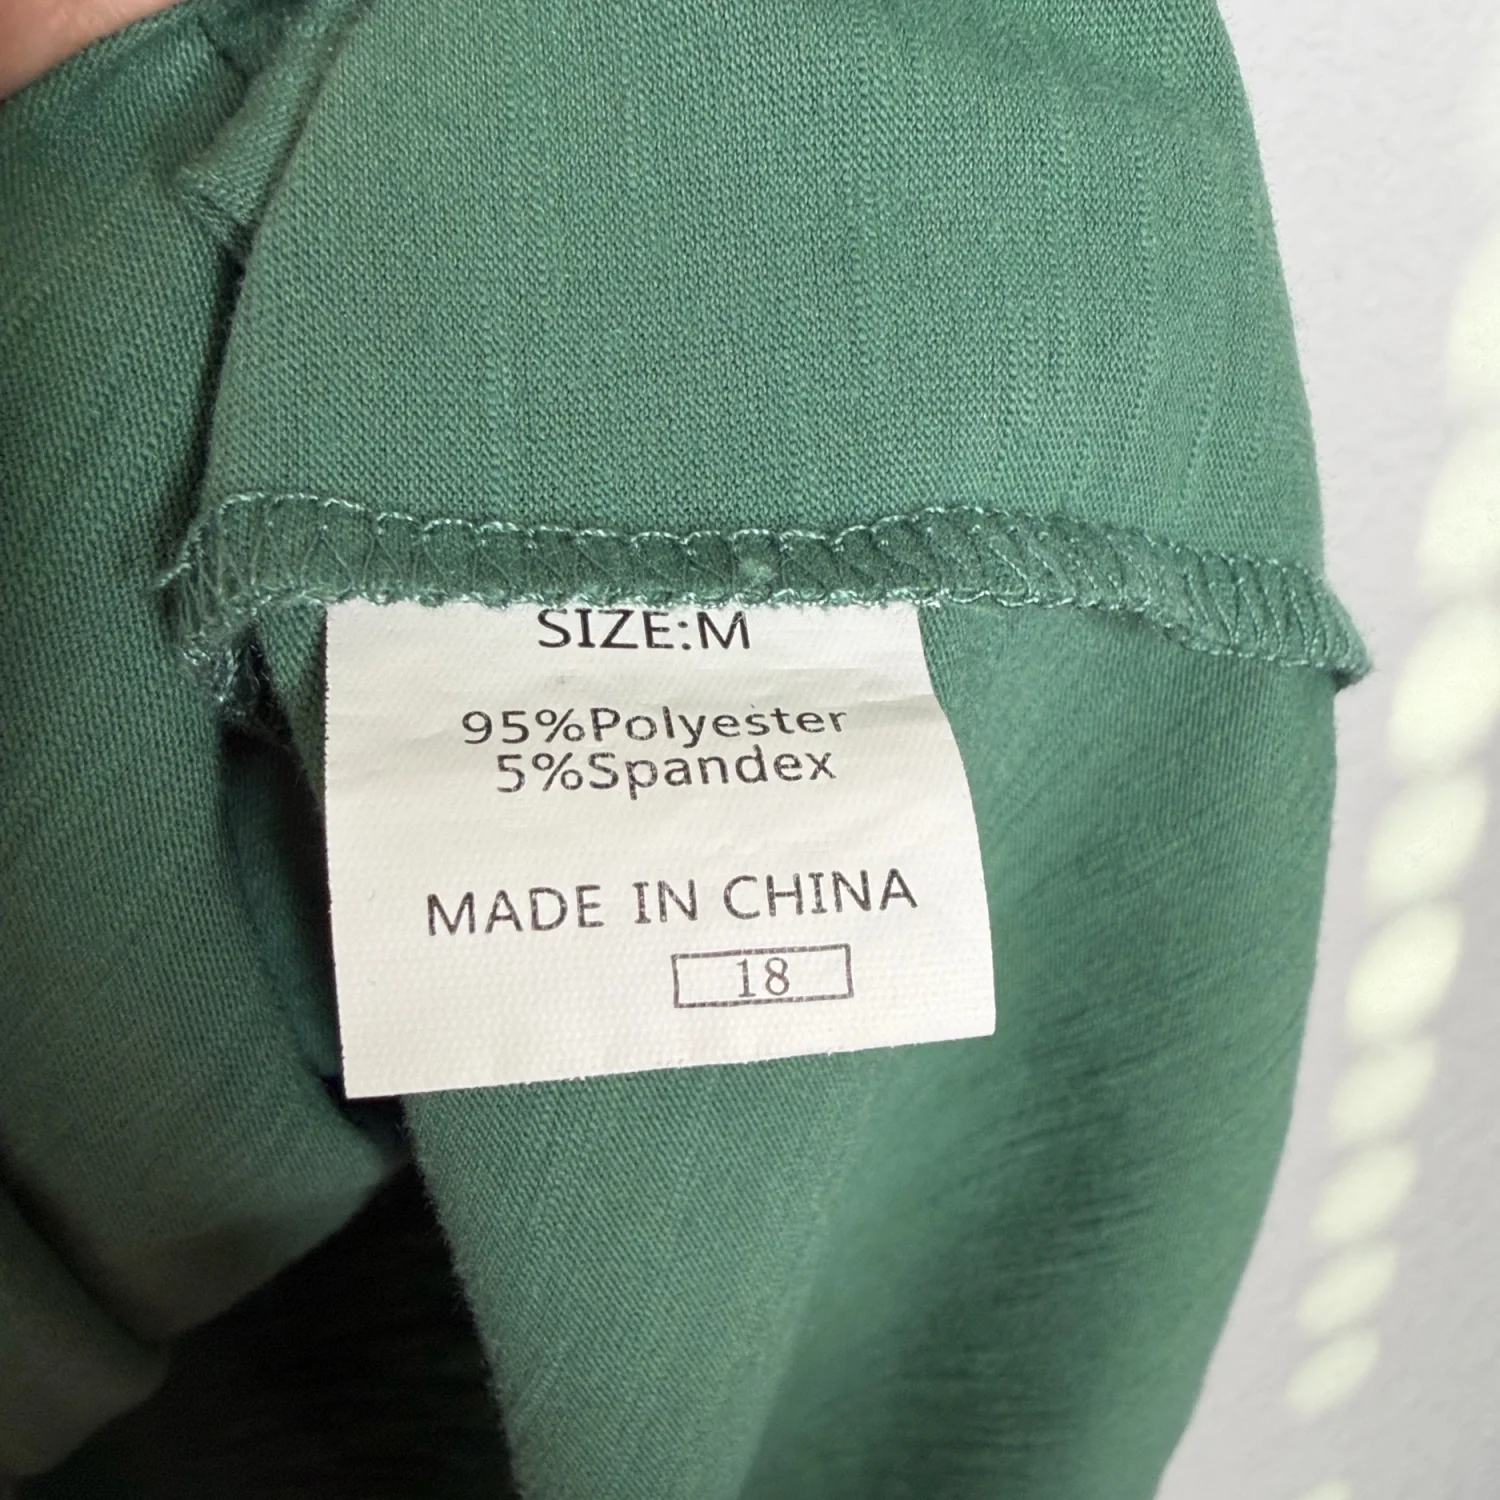 SIZE:M
95%Polyester
5%Spandex
MADE IN CHINA
18